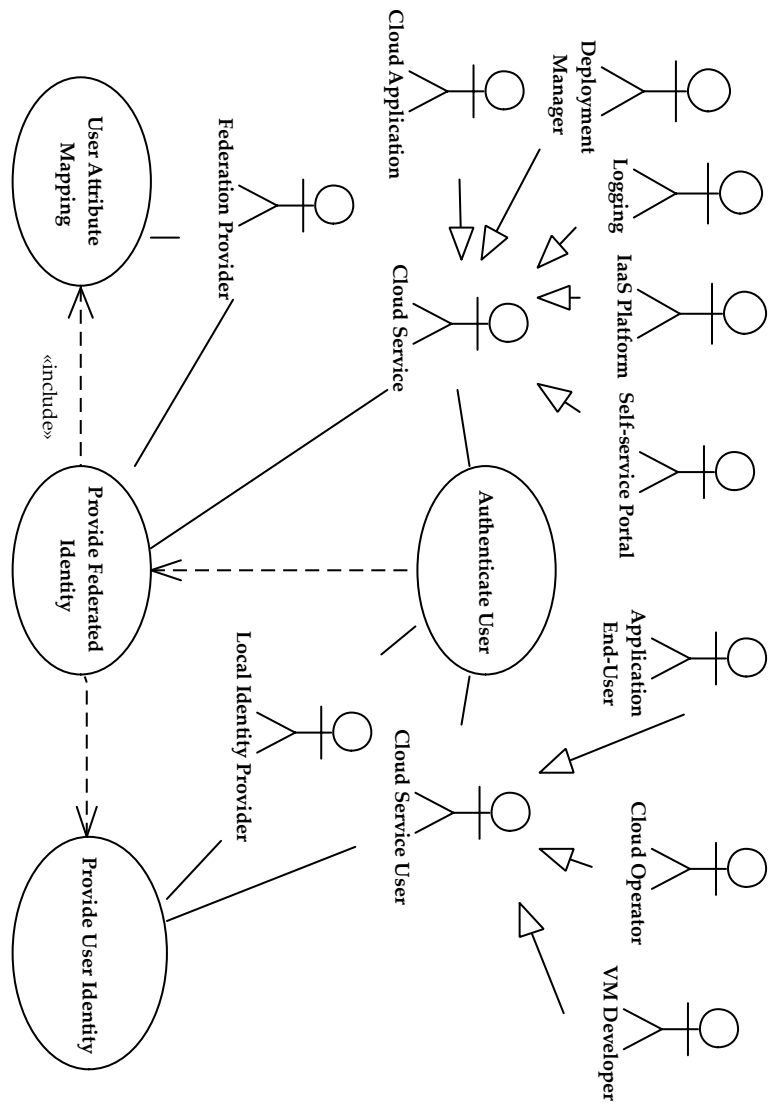 Deployment
Manager
Logging
IaaS Platform
Self-service Portal
Application
End-User
Cloud Operator
VM Developer
Cloud Application
Cloud Service
Authenticate User
Cloud Service User
Federation Provider
Local Identity Provider
User Attribute
Mapping
«include»
Provide Federated
Identity
Provide User Identity